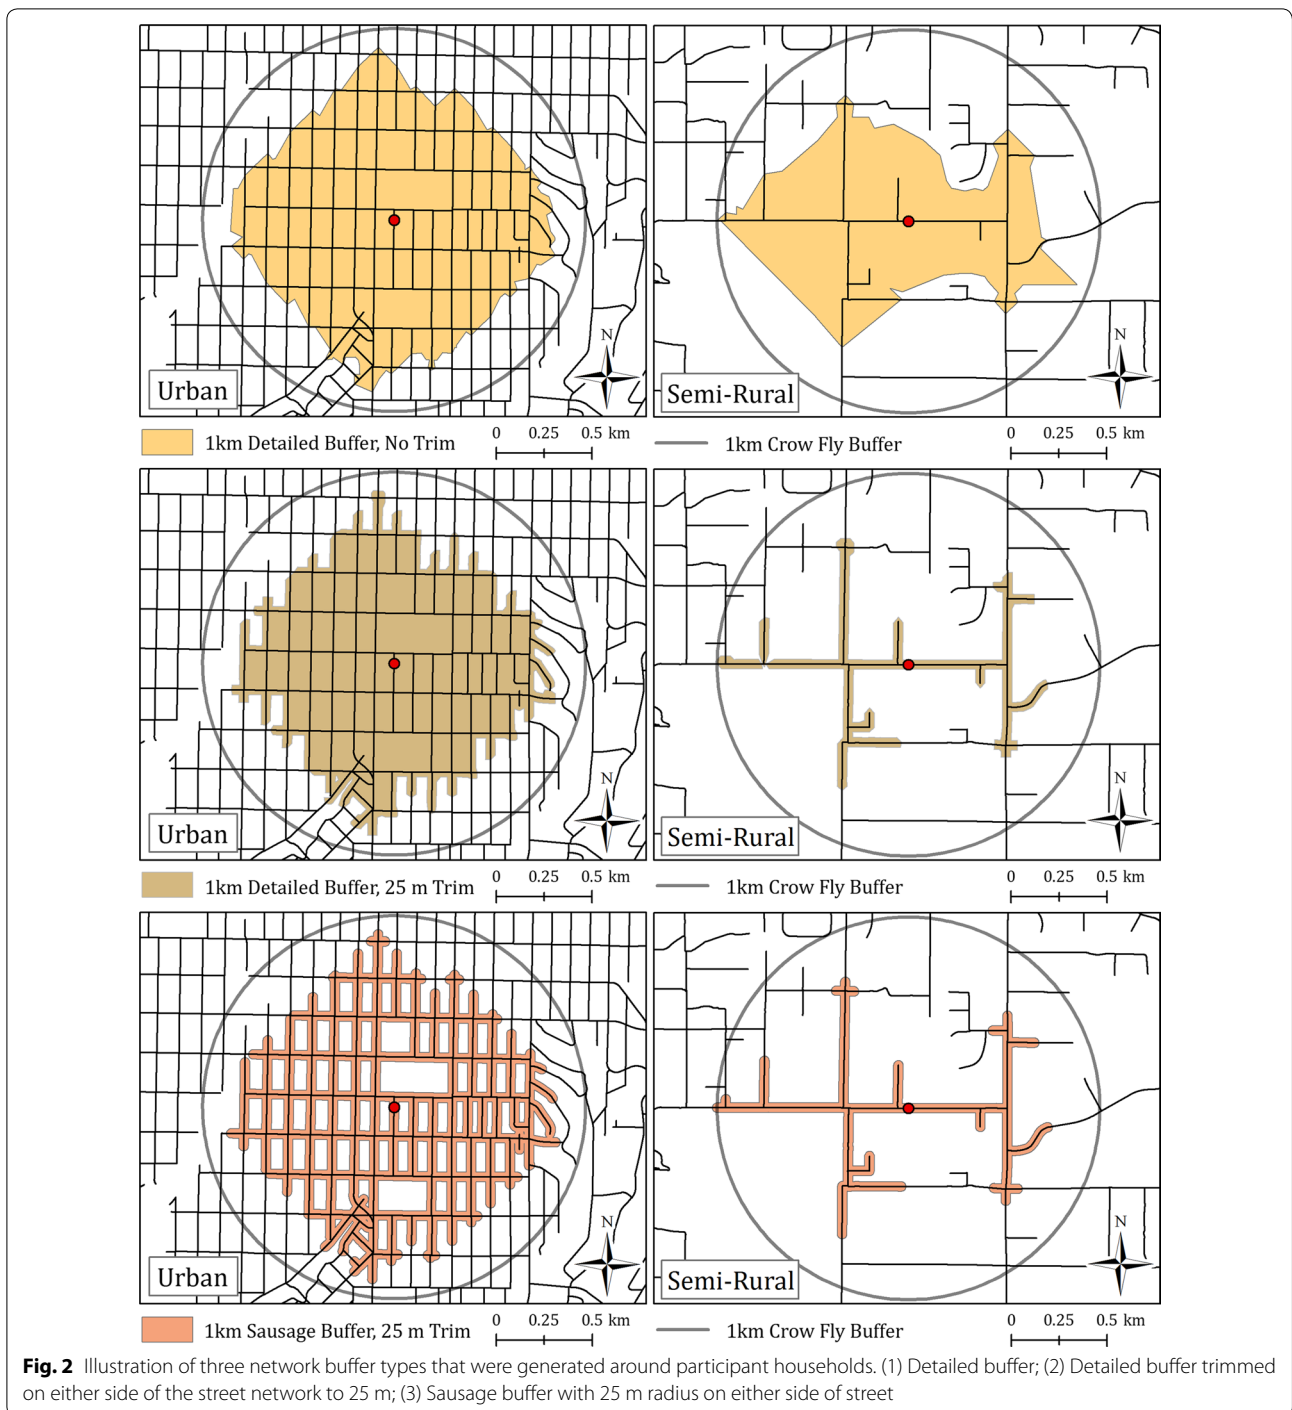 N
N
Urban
Semi-Rural
1km Detailed Buffer, No Trim
0 0.25 0.5 km
1km Crow Fly Buffer
0 0.25 0.5 km
N
N
Urban
Semi-Rural
1km Detailed Buffer, 25 m Trim
0 0.25 0.5 km
1km Crow Fly Buffer
0 0.25 0.5 km
N
N
Urban
Semi-Rural
1km Sausage Buffer, 25 m Trim
0 0.25 0.5 km
1km Crow Fly Buffer
0 0.25 0.5 km
Fig. 2 Illustration of three network buffer types that were generated around participant households. (1) Detailed buffer; (2) Detailed buffer trimmed
on either side of the street network to 25 m; (3) Sausage buffer with 25 m radius on either side of street